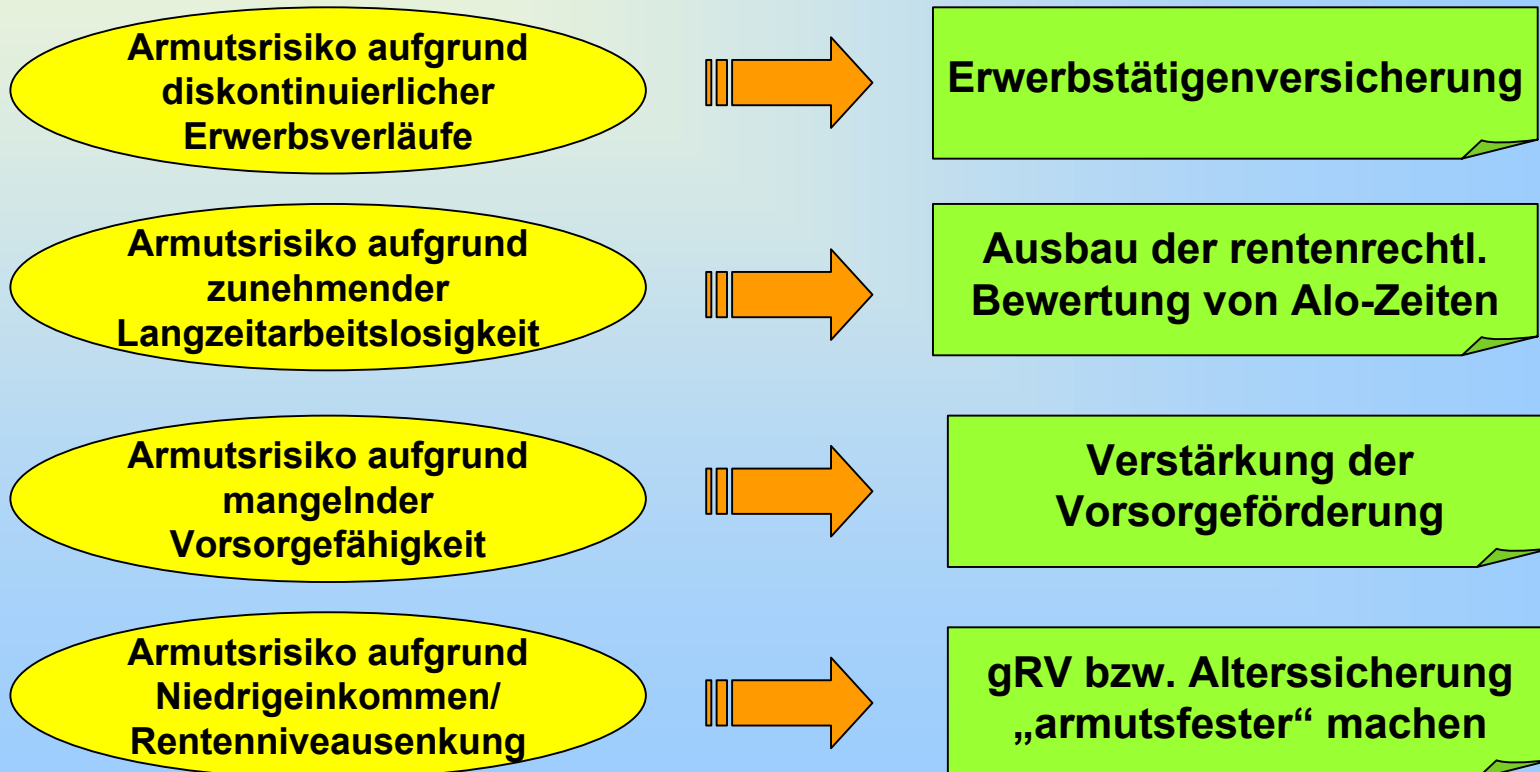 Armutsrisiko aufgrund
diskontinuierlicher
Erwerbsverläufe
Erwerbstätigenversicherung
Armutsrisiko aufgrund
zunehmender
Langzeitarbeitslosigkeit
Ausbau der rentenrechtl.
Bewertung von Alo-Zeiten
Armutsrisiko aufgrund
mangelnder
Vorsorgefähigkeit
Verstärkung der
Vorsorgeförderung
Armutsrisiko aufgrund
Niedrigeinkommen/
Rentenniveausenkung
gRV bzw. Alterssicherung
„armutsfester“ machen